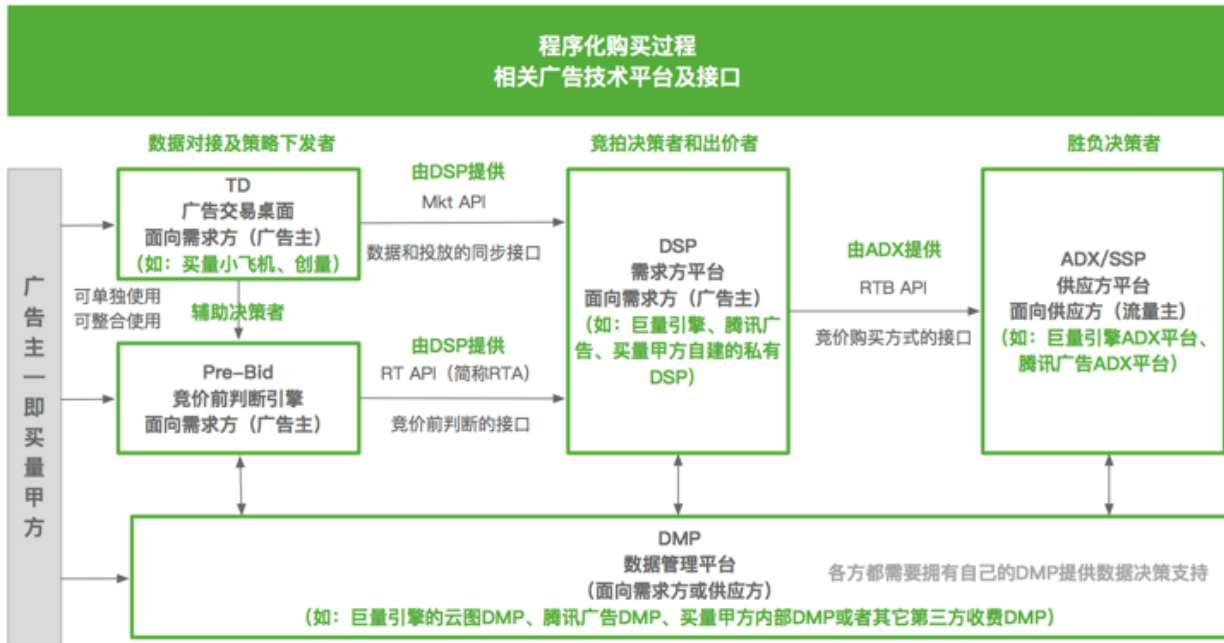 程序化购买过程
相关广告技术平台及接口
数据对接及策略下发者
竞拍决策者和出价者
胜负决策者
广告主—即买量甲方
TD
广告交易桌面
面向需求方（广告主）
（如：买量小飞机、创量）
由DSP提供
Mkt API
数据和投放的同步接口
可单独使用
可整合使用
辅助决策者
Pre-Bid
竞价前判断引擎
面向需求方（广告主）
由DSP提供
RT API（简称RTA）
竞价前判断的接口
DSP
需求方平台
面向需求方（广告主）
（如：巨量引擎、腾讯广
告、买量甲方自建的私有
DSP）
由ADX提供
RTB API
竞价购买方式的接口
ADX/SSP
供应方平台
面向供应方（流量主）
（如：巨量引擎ADX平台、
腾讯广告ADX平台）
DMP
数据管理平台
（面向需求方或供应方）
各方都需要拥有自己的DMP提供数据决策支持
（如：巨量引擎的云图DMP、腾讯广告DMP、买量甲方内部DMP或者其它第三方收费DMP）